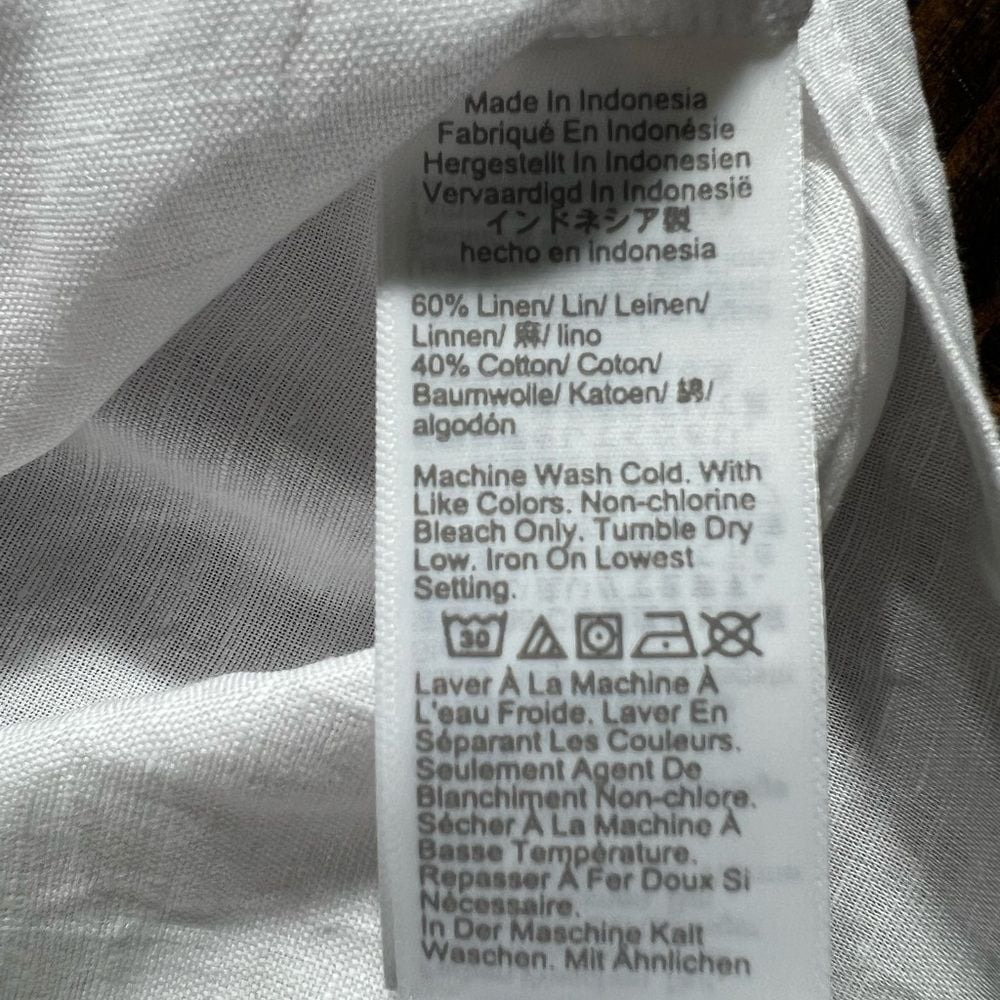 Made In Indonesia
Fabriqué En Indonésie
Hergestellt In Indonesien
Vervaardigd In Indonesië
インドネシア製
hecho en indonesia
60% Linen/ Lin/ Leinen/
Linnen/ 麻/ lino
40% Cotton/ Coton/
Baumwolle/ Katoen/ 綿/
algodón
Machine Wash Cold. With
Like Colors. Non-chlorine
Bleach Only. Tumble Dry
Low. Iron On Lowest
Setting.
30
Laver À La Machine À
L'eau Froide. Laver En
Séparant Les Couleurs.
Seulement Agent De
Blanchiment Non-chlore.
Sécher À La Machine À
Basse Température.
Repasser À Fer Doux Si
Nécessaire.
In Der Maschine Kalt
Waschen. Mit Ähnlichen